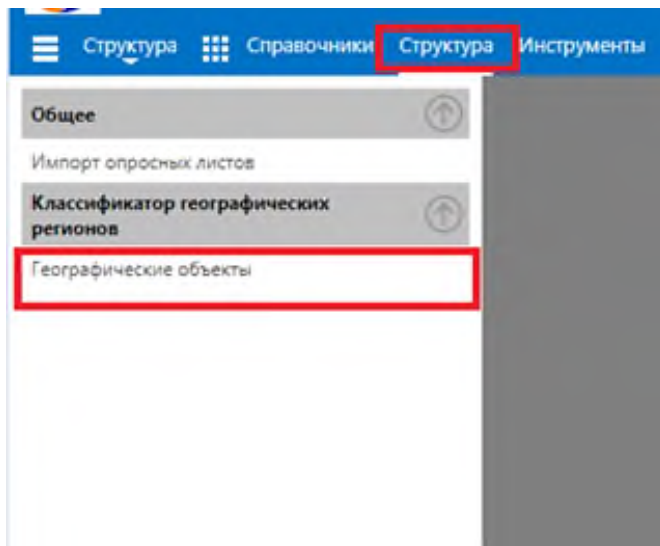 Структура Справочники Структура Инструменты
Общее
Импорт опросных листов
Классификатор географических
регионов
Географические объекты